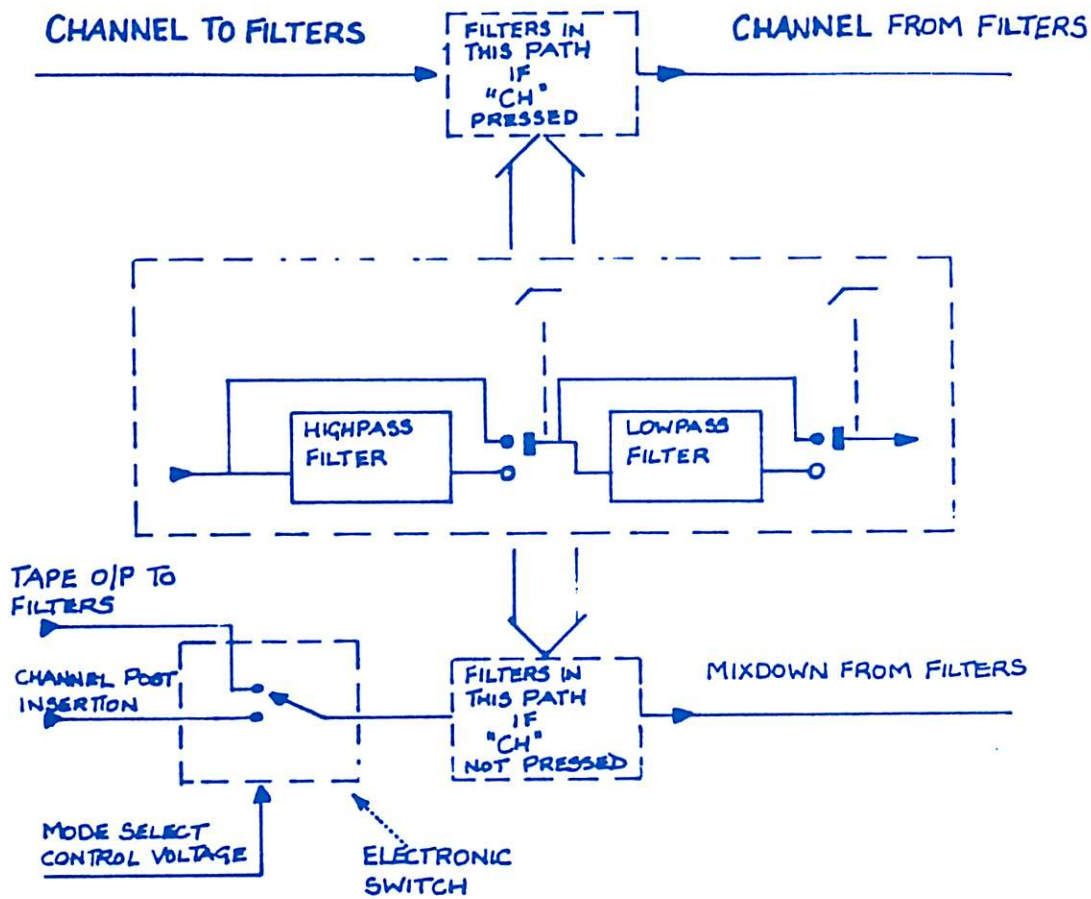 CHANNEL TO FILTERS
FILTERS IN
THIS PATH
IF
"CH"
PRESSED
CHANNEL FROM FILTERS
HIGHPASS
FILTER
LOWPASS
FILTER
TAPE O/P TO
FILTERS
CHANNEL POST
INSERTION
FILTERS IN
THIS PATH
IF
"CH"
NOT PRESSED
MIXDOWN FROM FILTERS
MODE SELECT
CONTROL VOLTAGE
ELECTRONIC
SWITCH